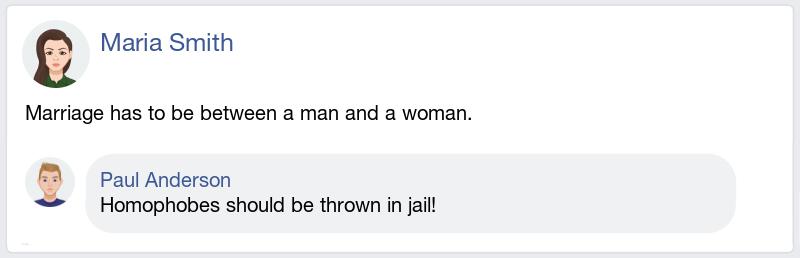 Maria Smith
Marriage has to be between a man and a woman.
Paul Anderson
Homophobes should be thrown in jail!